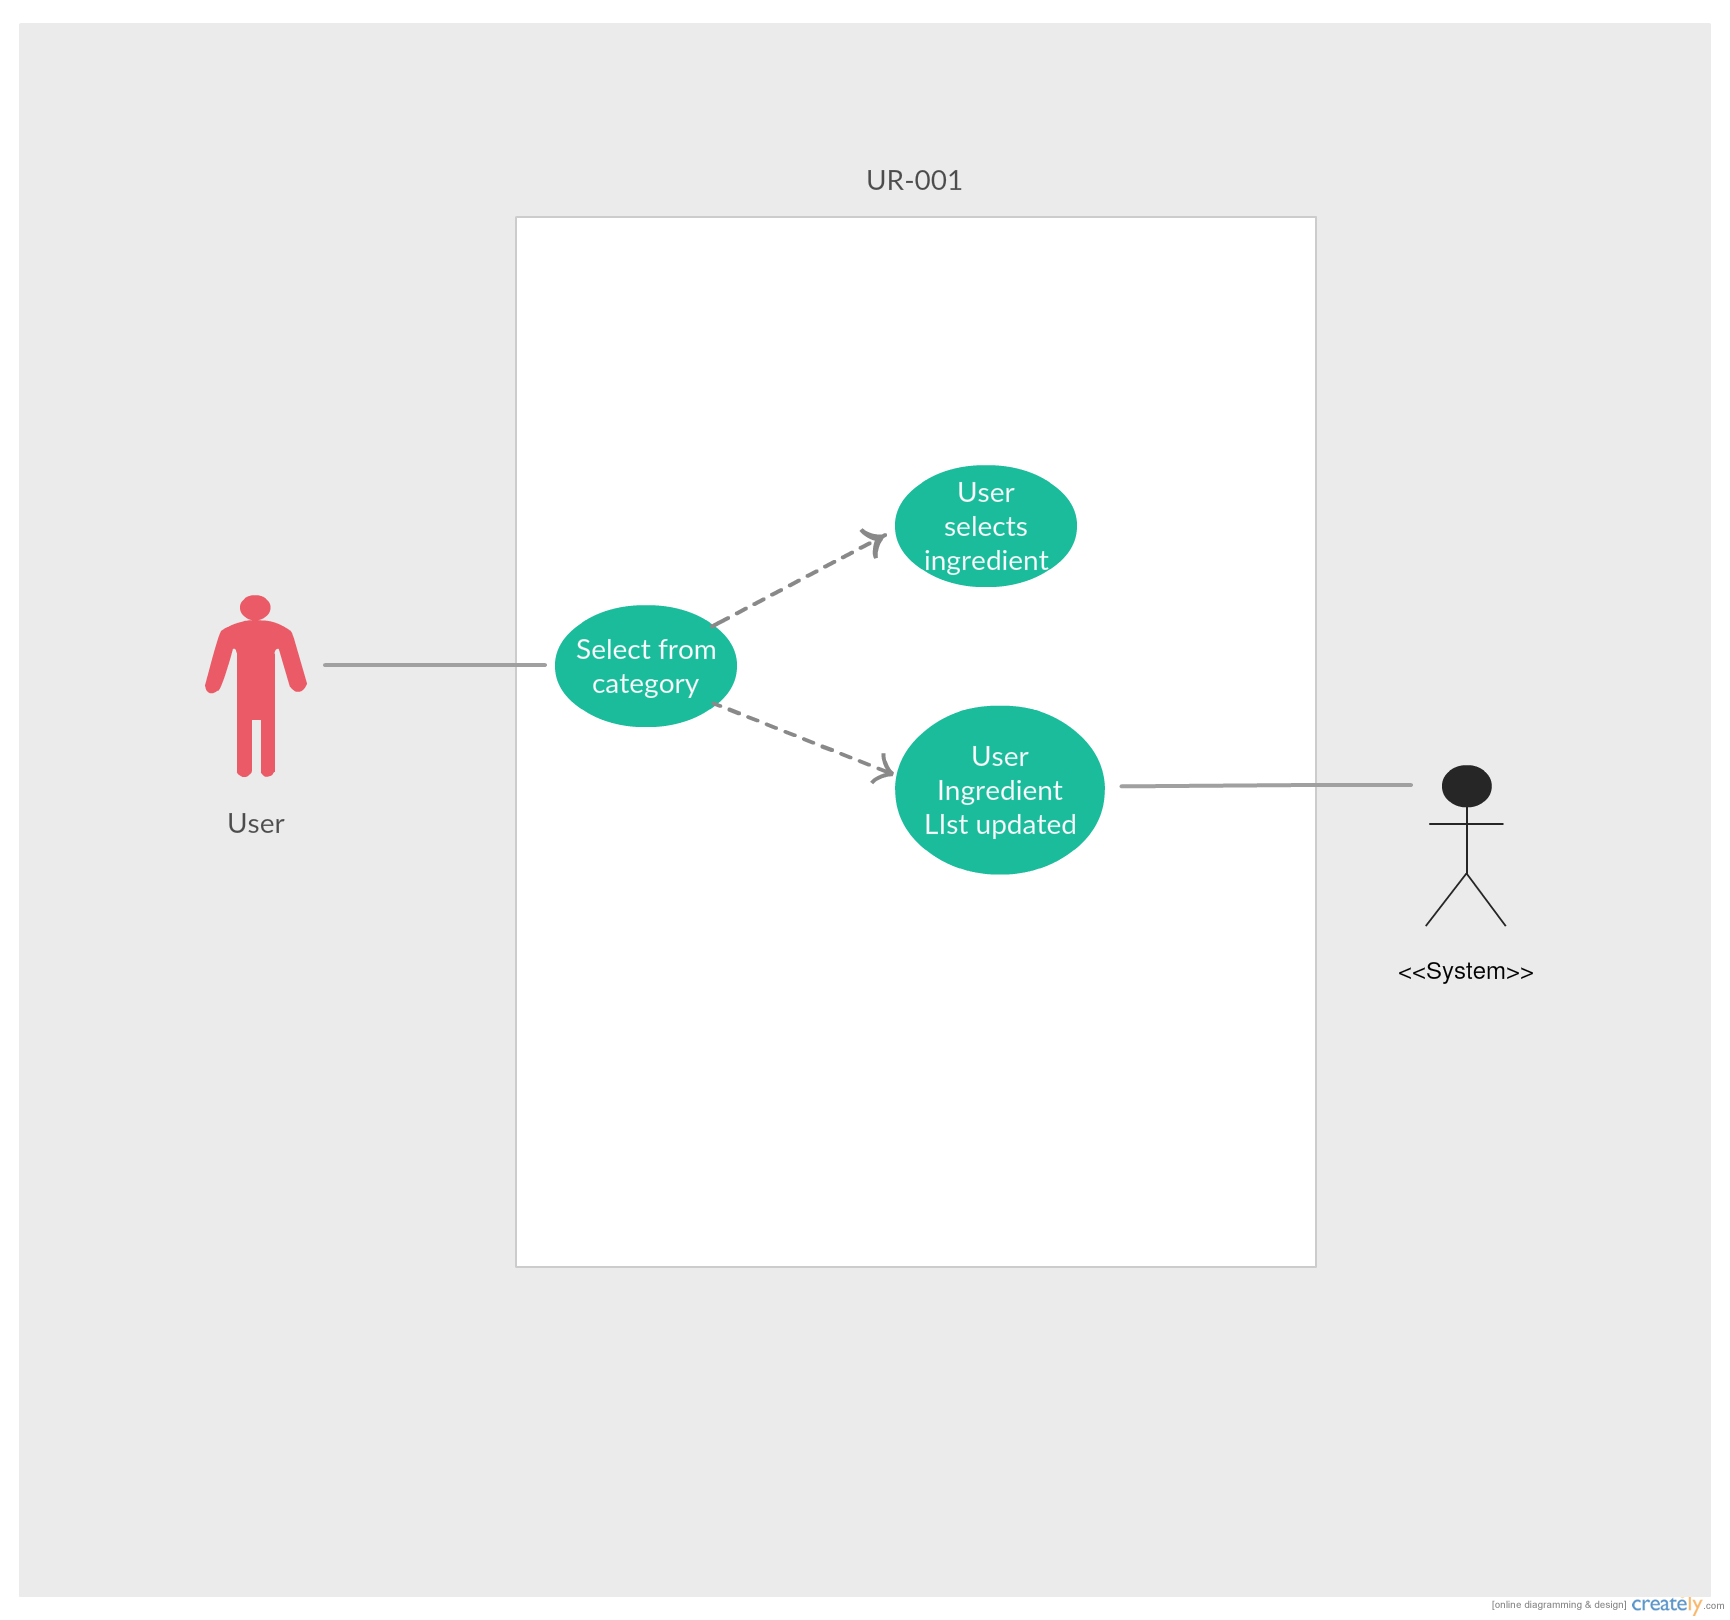 UR-001
User
selects
ingredient
Select from
category
User
Ingredient
LIst updated
User
<<System>>
[online diagramming & design] creately.com